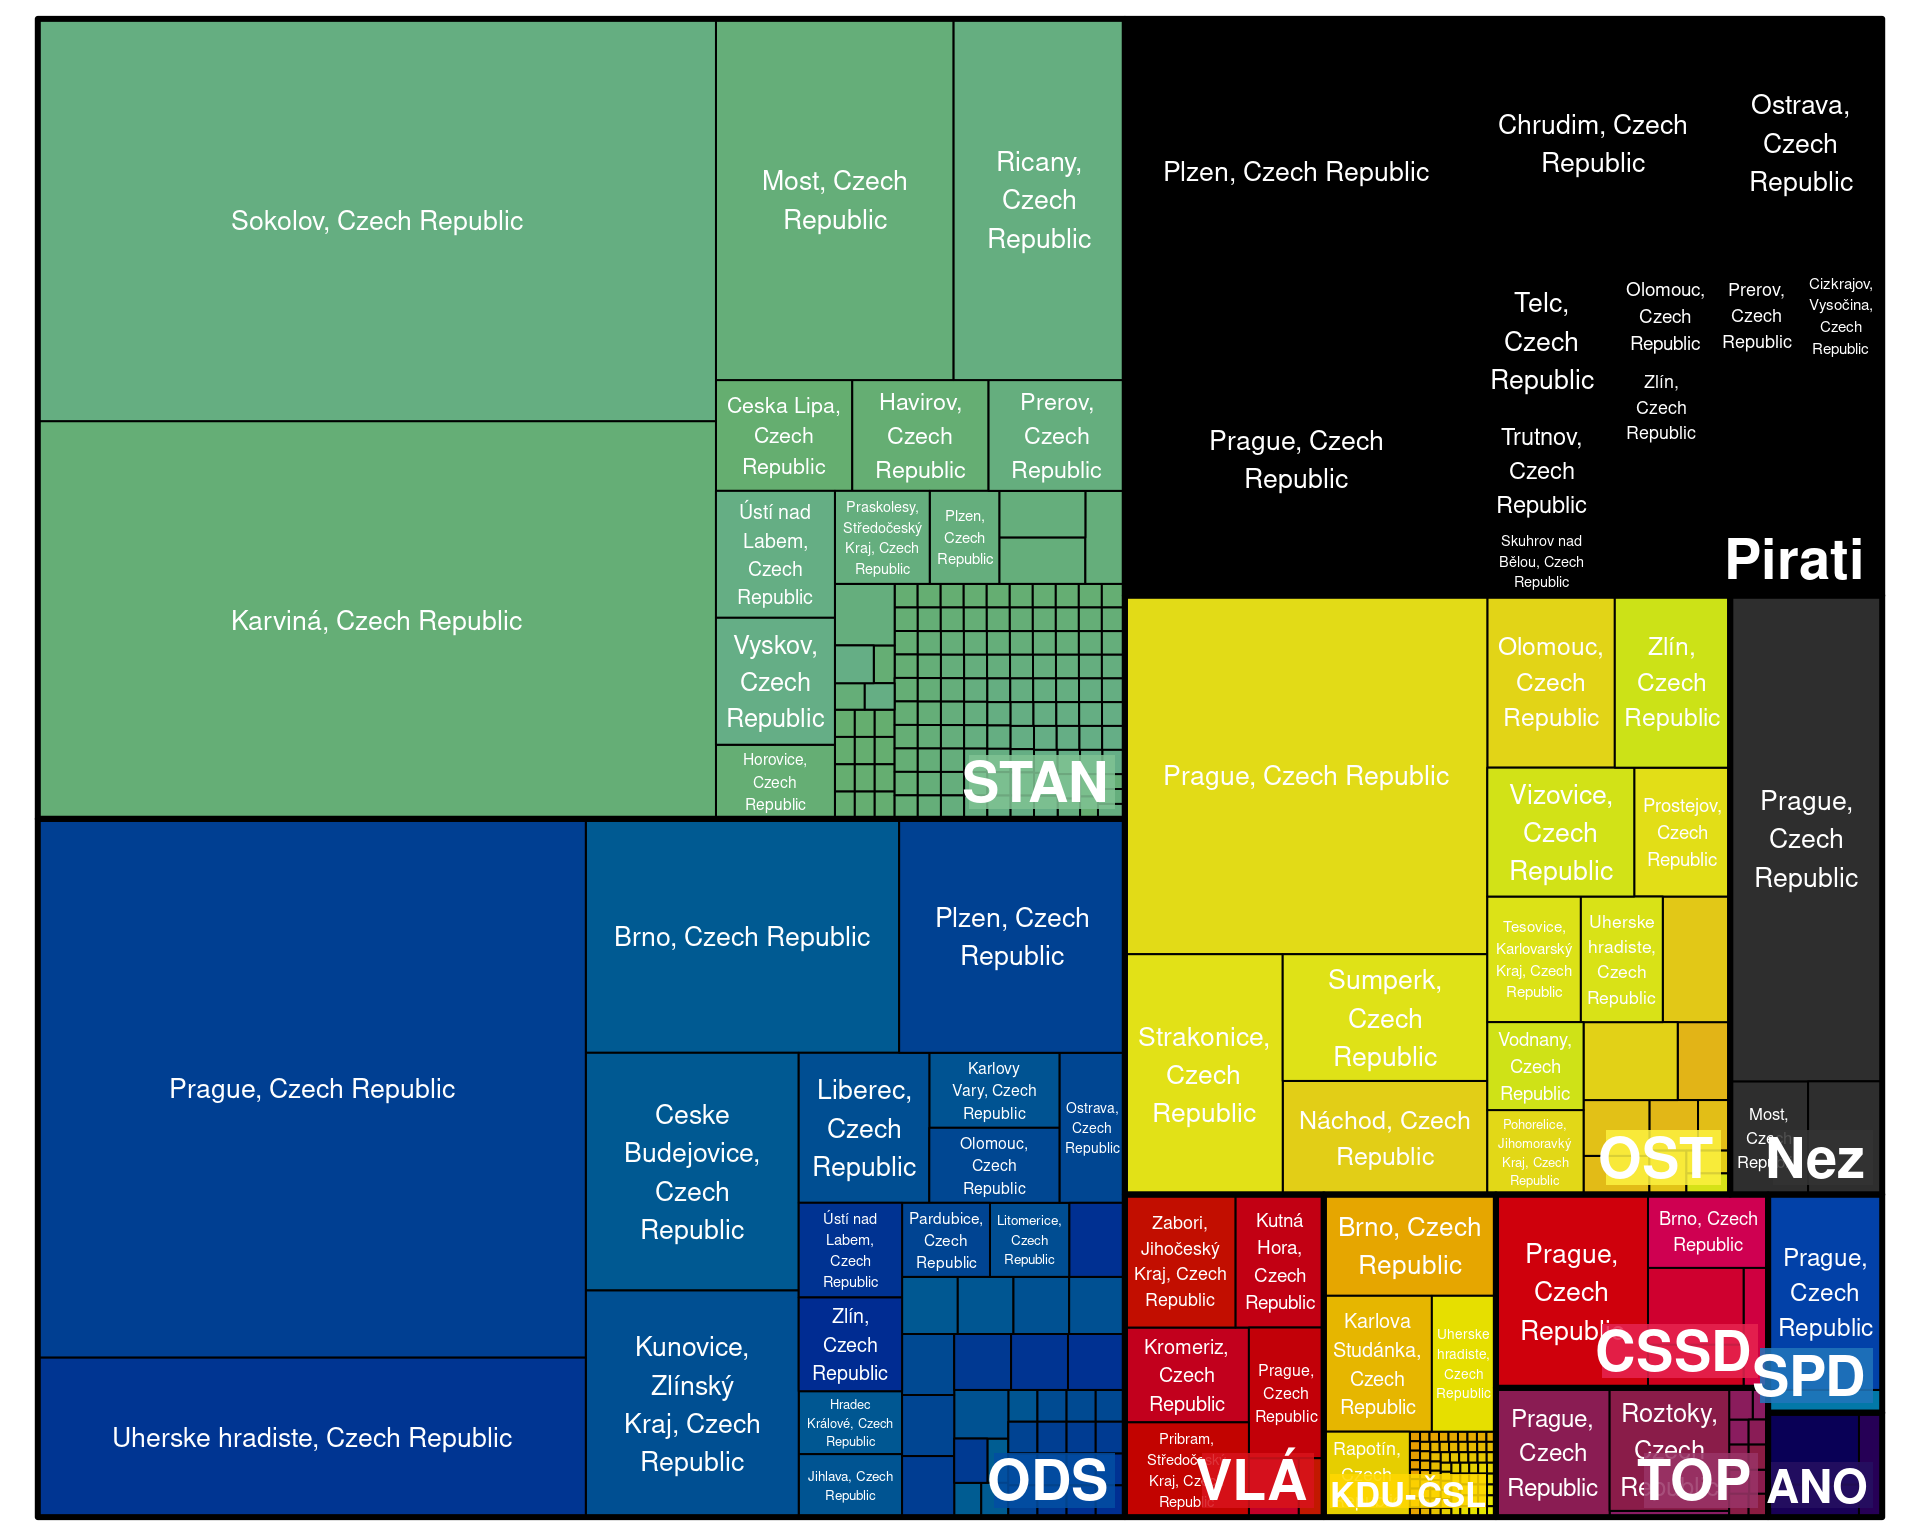 Sokolov, Czech Republic
Karviná, Czech Republic
Most, Czech
Republic
Ricany,
Czech
Republic
Ceska Lipa,
Czech
Republic
Havirov,
Czech
Republic
Prerov,
Czech
Republic
Ústí nad
Labem,
Czech
Republic
Praskolesy,
Středočeský
Kraj, Czech
Republic
Plzen,
Czech
Republic
Vyskov,
Czech
Republic
Horovice,
Czech
Republic
STAN
Plzen, Czech Republic
Chrudim, Czech
Republic
Ostrava,
Czech
Republic
Prague, Czech
Republic
Telc,
Czech
Republic
Olomouc,
Czech
Republic
Prerov,
Czech
Republic
Cizkrajov,
Vysočina,
Czech
Republic
Zlín,
Czech
Republic
Trutnov,
Czech
Republic
Skuhrov nad
Bělou, Czech
Republic
Pirati
Prague, Czech Republic
Uherske hradiste, Czech Republic
Brno, Czech Republic
Plzen, Czech
Republic
Ceske
Budejovice,
Czech
Republic
Kunovice,
Zlínský
Kraj, Czech
Republic
Liberec,
Czech
Republic
Karlovy
Vary, Czech
Republic
Olomouc,
Czech
Republic
Ostrava,
Czech
Republic
Ústí nad
Labem,
Czech
Republic
Pardubice,
Czech
Republic
Litomerice,
Czech
Republic
Zlín,
Czech
Republic
Hradec
Králové, Czech
Republic
Jihlava, Czech
Republic
ODS
Prague, Czech Republic
Strakonice,
Czech
Republic
Sumperk,
Czech
Republic
Náchod, Czech
Republic
Olomouc,
Czech
Republic
Zlín,
Czech
Republic
Vizovice,
Czech
Republic
Prostejov,
Czech
Republic
Tesovice,
Karlovarský
Kraj, Czech
Republic
Uherske
hradiste,
Czech
Republic
Vodnany,
Czech
Republic
Pohorelice,
Jihomoravký
Kraj, Czech
Republic
OST
Prague,
Czech
Republic
Most,
Czech
Republic
Nez
Zabori,
Jihočeský
Kraj, Czech
Republic
Kutná
Hora,
Czech
Republic
Kromeriz,
Czech
Republic
Prague,
Czech
Republic
Pribram,
Středočeský
Kraj, Czech
Republic
VLÁ
Brno, Czech
Republic
Karlova
Studánka,
Czech
Republic
Uherske
hradiste,
Czech
Republic
Rapotín,
Czech
KDU-ČSL
Prague,
Czech
Republic
Brno, Czech
Republic
CSSD
Prague,
Czech
Republic
SPD
Prague,
Czech
Republic
Roztoky,
Czech
Republic
TOP
ANO